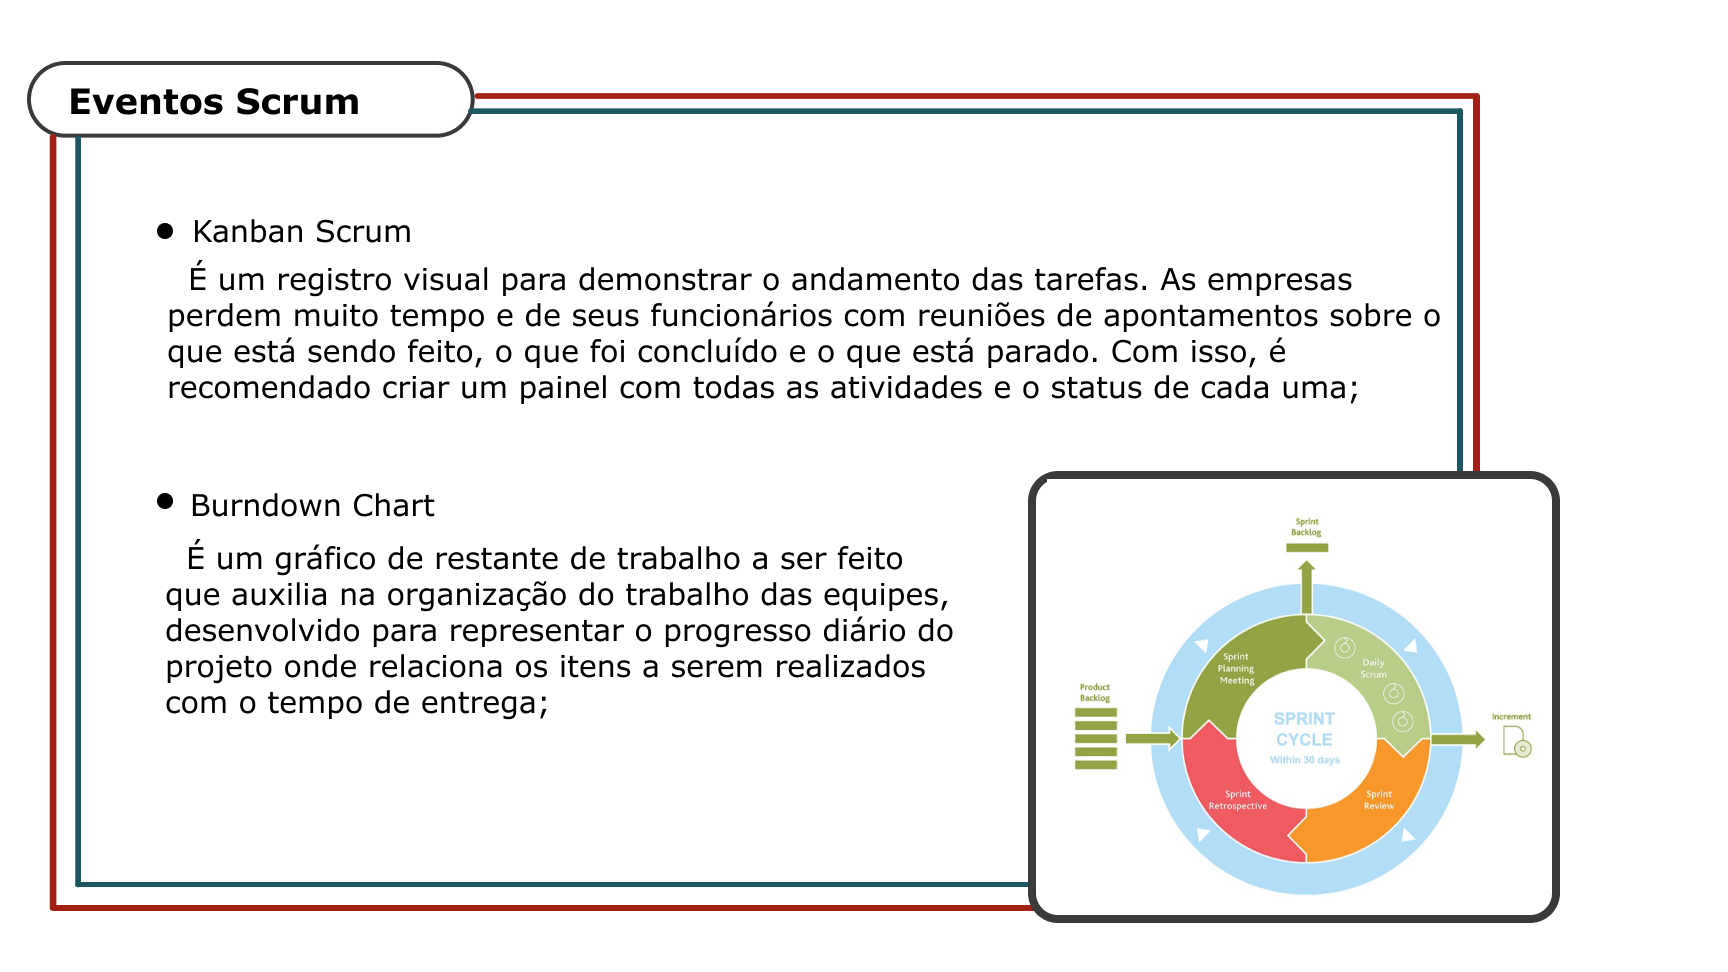 Eventos Scrum
Kanban Scrum
É um registro visual para demonstrar o andamento das tarefas. As empresas
perdem muito tempo e de seus funcionários com reuniões de apontamentos sobre o
que está sendo feito, o que foi concluído e o que está parado. Com isso, é
recomendado criar um painel com todas as atividades e o status de cada uma;
Burndown Chart
É um gráfico de restante de trabalho a ser feito
que auxilia na organização do trabalho das equipes,
desenvolvido para representar o progresso diário do
projeto onde relaciona os itens a serem realizados
com o tempo de entrega;
Sprint
Backlog
Sprint
Planning
Meeting
Daily
Scrum
Product
Backlog
SPRINT
CYCLE
Within 30 days
Increment
Sprint
Retrospective
Sprint
Review